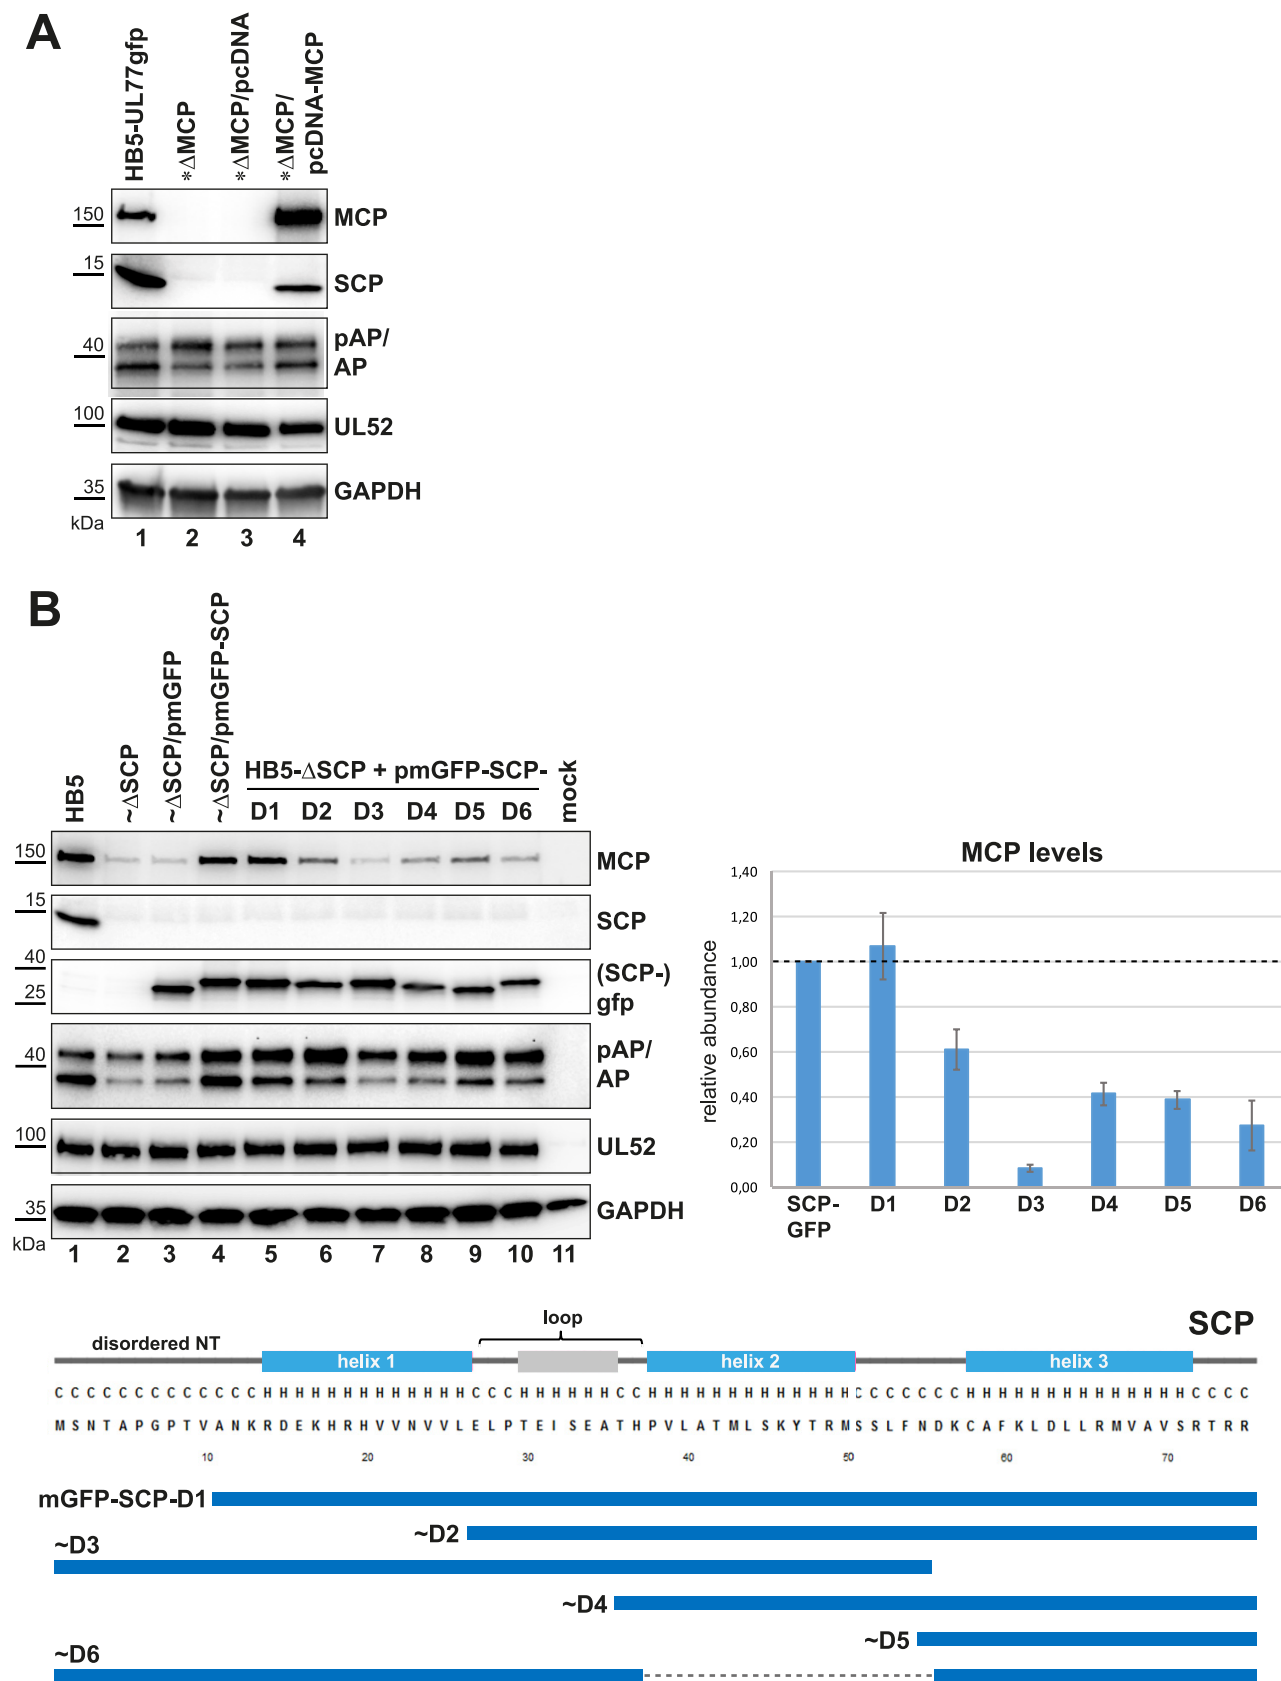 A
HB5-UL77gfp
*ΔMCP
*ΔMCP/pcDNA
*ΔMCP/
pcDNA-MCP
150
MCP
15
SCP
40
pAP/
AP
100
UL52
35
GAPDH
kDa
1 2 3 4
B
HB5
~ΔSCP
~ΔSCP/pmGFP
~ΔSCP/pmGFP-SCP
HB5-ΔSCP + pmGFP-SCP-
D1 D2 D3 D4 D5 D6
mock
150
MCP
15
SCP
40
25
(SCP-)
gfp
40
pAP/
AP
100
UL52
35
GAPDH
kDa
1 2 3 4 5 6 7 8 9 10 11
MCP levels
relative abundance
1,40
1,20
1,00
0,80
0,60
0,40
0,20
0,00
SCP-
GFP
D1 D2 D3 D4 D5 D6
SCP
disordered NT
loop
helix 1
helix 2
helix 3
C C C C C C C C C C C C C H H H H H H H H H H H H H C C C H H H H H H C C H H H H H H H H H H H H H C C C C C C C H H H H H H H H H H H H H H C C C C
M S N T A P G P T V A N K R D E K H R H V V N V V L E L P T E I S E A T H P V L A T M L S K Y T R M S S L F N D K C A F K L D L L R M V A V S R T R R
10 20 30 40 50 60 70
mGFP-SCP-D1
~D2
~D3
~D4
~D5
~D6